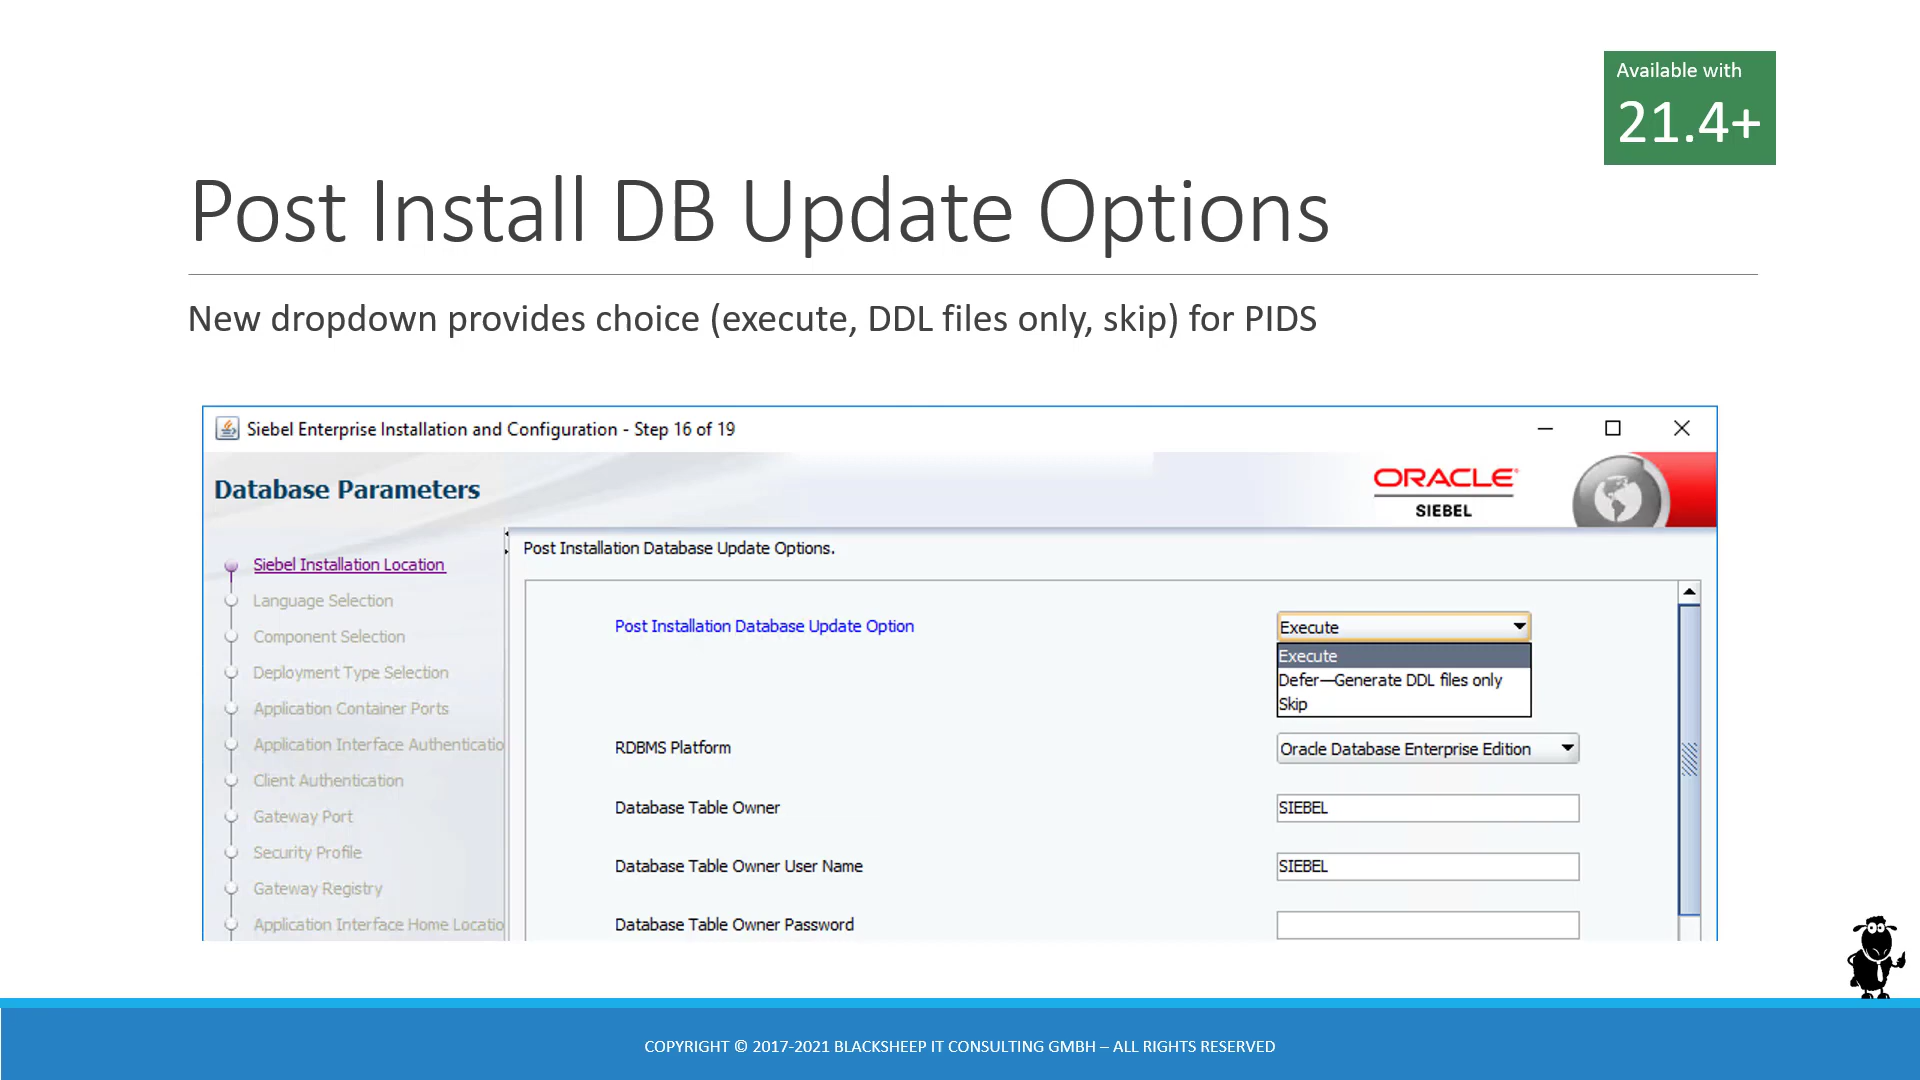 Available with
21.4+
Post Install DB Update Options
New dropdown provides choice (execute, DDL files only, skip) for PIDS
Siebel Enterprise Installation and Configuration - Step 16 of 19
Database Parameters
ORACLE
SIEBEL
Siebel Installation Location
Language Selection
Component Selection
Deployment Type Selection
Application Container Ports
Application Interface Authenticatio
Client Authentication
Gateway Port
Security Profile
Gateway Registry
Application Interface Home Locatio
Post Installation Database Update Options.
Post Installation Database Update Option
Execute
Execute
Defer—Generate DDL files only
Skip
RDBMS Platform
Oracle Database Enterprise Edition
Database Table Owner
SIEBEL
Database Table Owner User Name
SIEBEL
Database Table Owner Password
COPYRIGHT © 2017-2021 BLACKSHEEP IT CONSULTING GMBH – ALL RIGHTS RESERVED